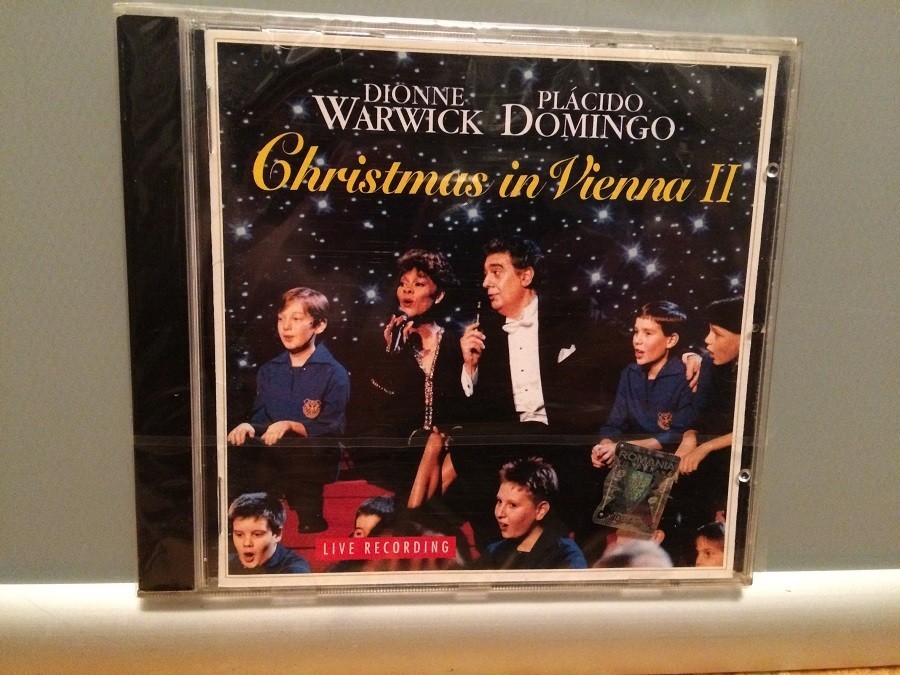 DIONNE PLÁCIDO
WARWICK DOMINGO
Christmas in Vienna II
ROMANIA
LIVE RECORDING